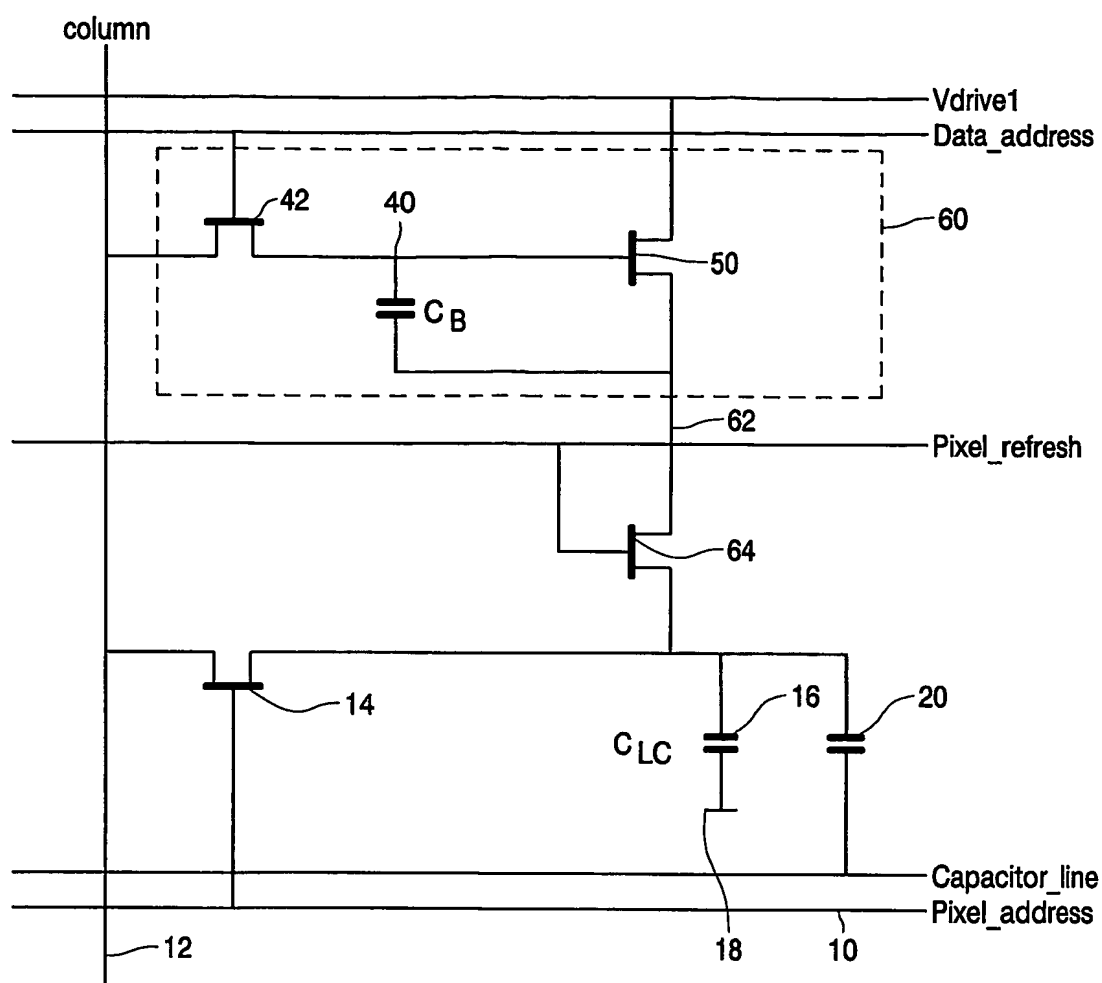 column
Vdrive1
Data_address
42
40
60
50
C B
62
Pixel_refresh
64
14
16
20
C LC
Capacitor_line
Pixel_address
12
18
10